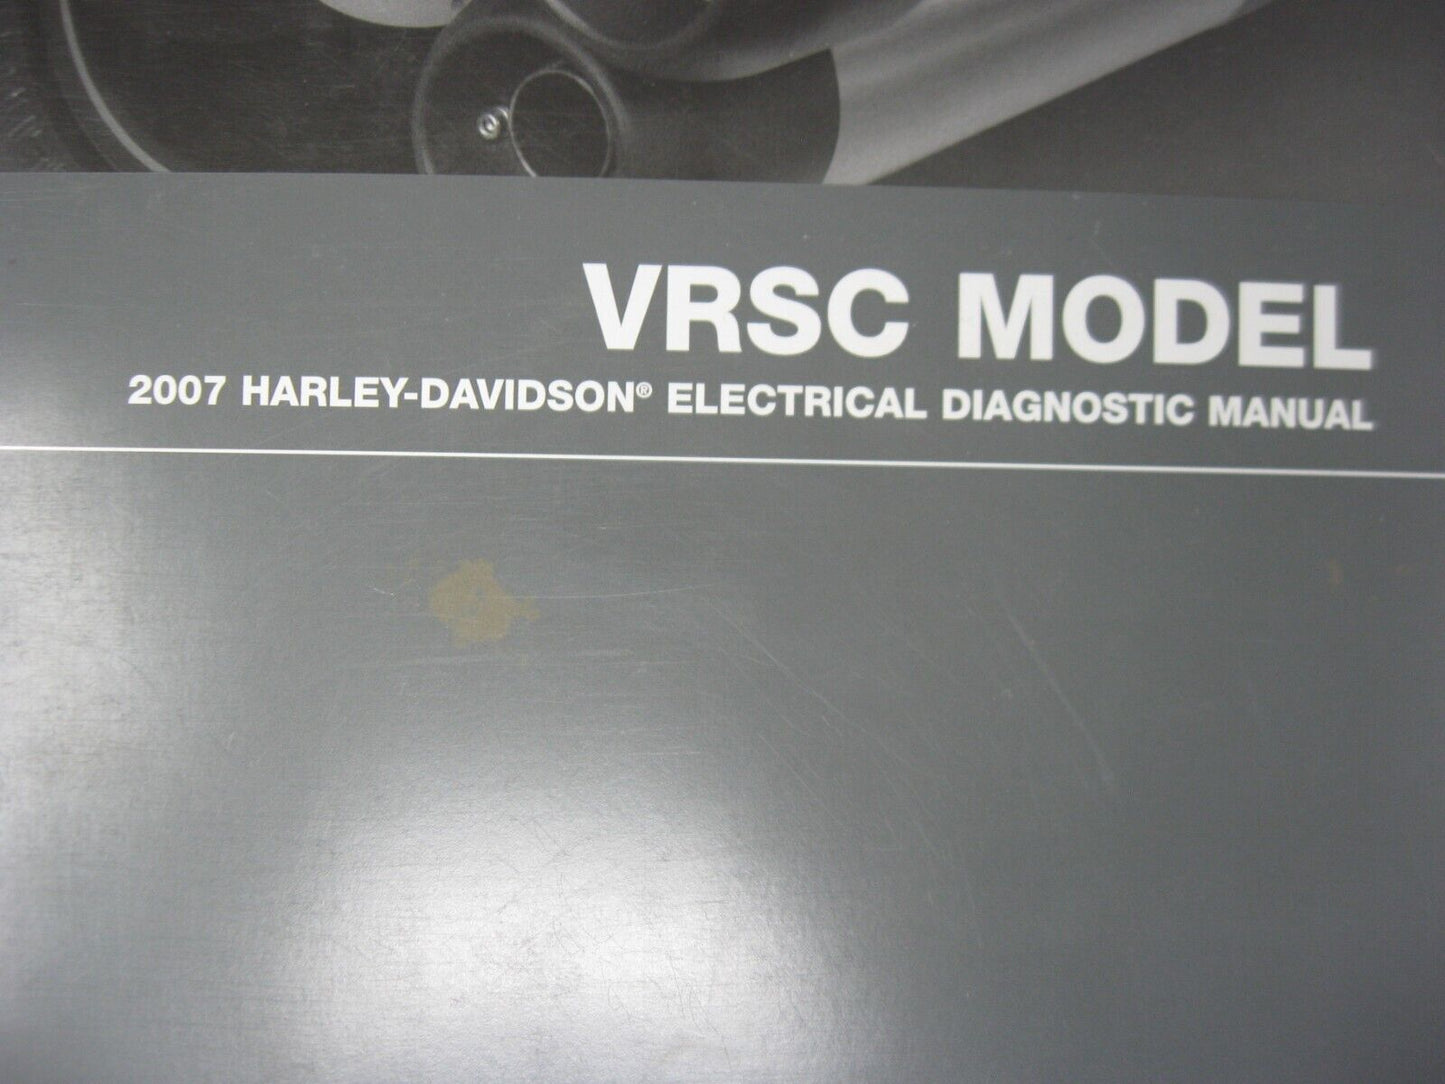 VRSC MODEL
2007 HARLEY-DAVIDSON® ELECTRICAL DIAGNOSTIC MANUAL